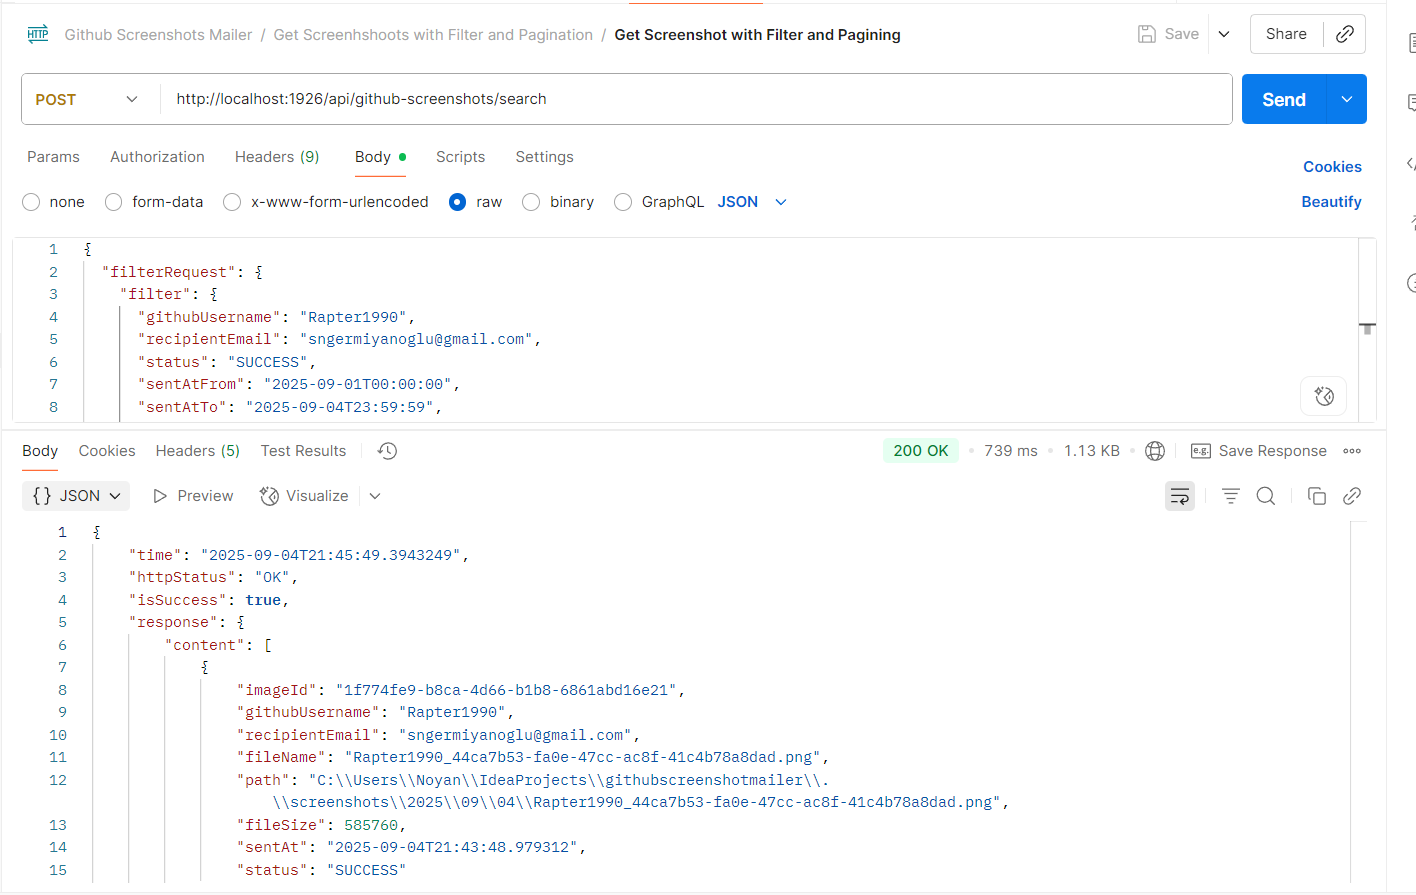 HTTP Github Screenshots Mailer / Get Screenhshoots with Filter and Pagination / Get Screenshot with Filter and Pagining Save Share
POST http://localhost:1926/api/github-screenshots/search Send
Params Authorization Headers (9) Body Scripts Settings Cookies
none form-data x-www-form-urlencoded raw binary GraphQL JSON Beautify
1 {
2 "filterRequest": {
3 "filter": {
4 "githubUsername": "Rapter1990",
5 "recipientEmail": "sngermiyanoglu@gmail.com",
6 "status": "SUCCESS",
7 "sentAtFrom": "2025-09-01T00:00:00",
8 "sentAtTo": "2025-09-04T23:59:59",
Body Cookies Headers (5) Test Results 200 OK 739 ms 1.13 KB e.g. Save Response
{} JSON Preview Visualize
1 {
2 "time": "2025-09-04T21:45:49.3943249",
3 "httpStatus": "OK",
4 "isSuccess": true,
5 "response": {
6 "content": [
7 {
8 "imageId": "1f774fe9-b8ca-4d66-b1b8-6861abd16e21",
9 "githubUsername": "Rapter1990",
10 "recipientEmail": "sngermiyanoglu@gmail.com",
11 "fileName": "Rapter1990_44ca7b53-fa0e-47cc-ac8f-41c4b78a8dad.png",
12 "path": "C:\\Users\\Noyan\\IdeaProjects\\githubscreenshotmailer\\.
\\screenshots\\2025\\09\\04\\Rapter1990_44ca7b53-fa0e-47cc-ac8f-41c4b78a8dad.png",
13 "fileSize": 585760,
14 "sentAt": "2025-09-04T21:43:48.979312",
15 "status": "SUCCESS"